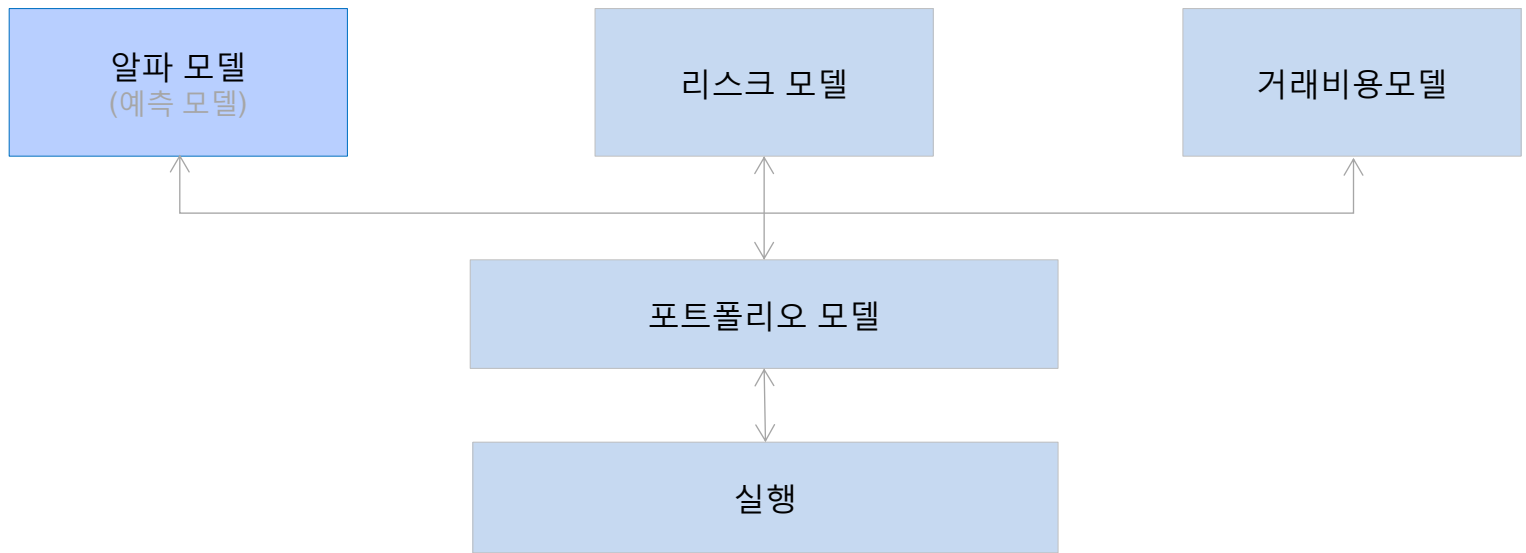 알파 모델
(예측 모델)
리스크 모델
거래비용모델
포트폴리오 모델
실행